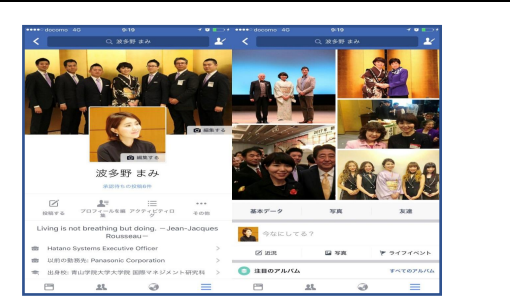 docomo 4G 9:19
波多野 まみ
編集する
編集する
波多野 まみ
承認待ちの投稿6件
投稿する プロフィールを編集 アクティビティログ その他
Living is not breathing but doing. —Jean-Jacques
Rousseau—
Hatano Systems Executive Officer
以前の勤務先: Panasonic Corporation
出身校: 青山学院大学大学院 国際マネジメント研究科
docomo 4G 9:19
波多野 まみ
基本データ 写真 友達
今なにしてる？
近況 写真 ライフイベント
注目のアルバム すべてのアルバム